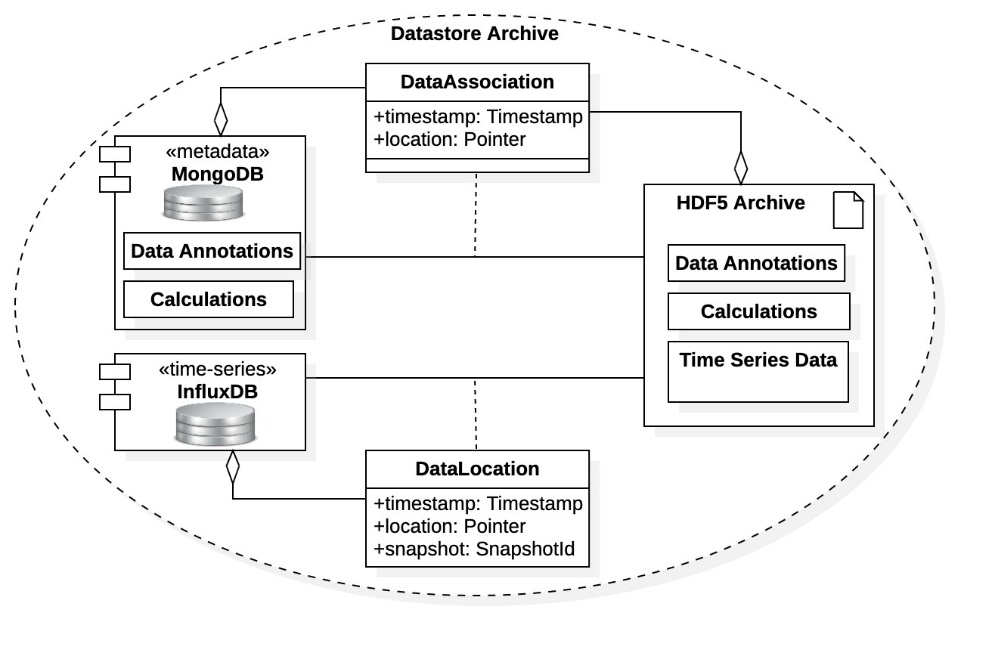 Datastore Archive
DataAssociation
+timestamp: Timestamp
+location: Pointer
«metadata»
MongoDB
Data Annotations
Calculations
HDF5 Archive
Data Annotations
Calculations
Time Series Data
«time-series»
InfluxDB
DataLocation
+timestamp: Timestamp
+location: Pointer
+snapshot: SnapshotId